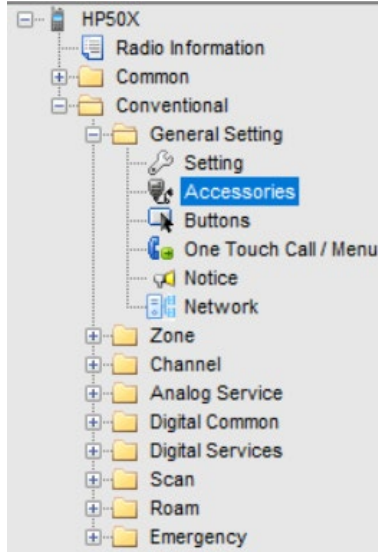 HP50X
Radio Information
Common
Conventional
General Setting
Setting
Accessories
Buttons
One Touch Call / Menu
Notice
Network
Zone
Channel
Analog Service
Digital Common
Digital Services
Scan
Roam
Emergency